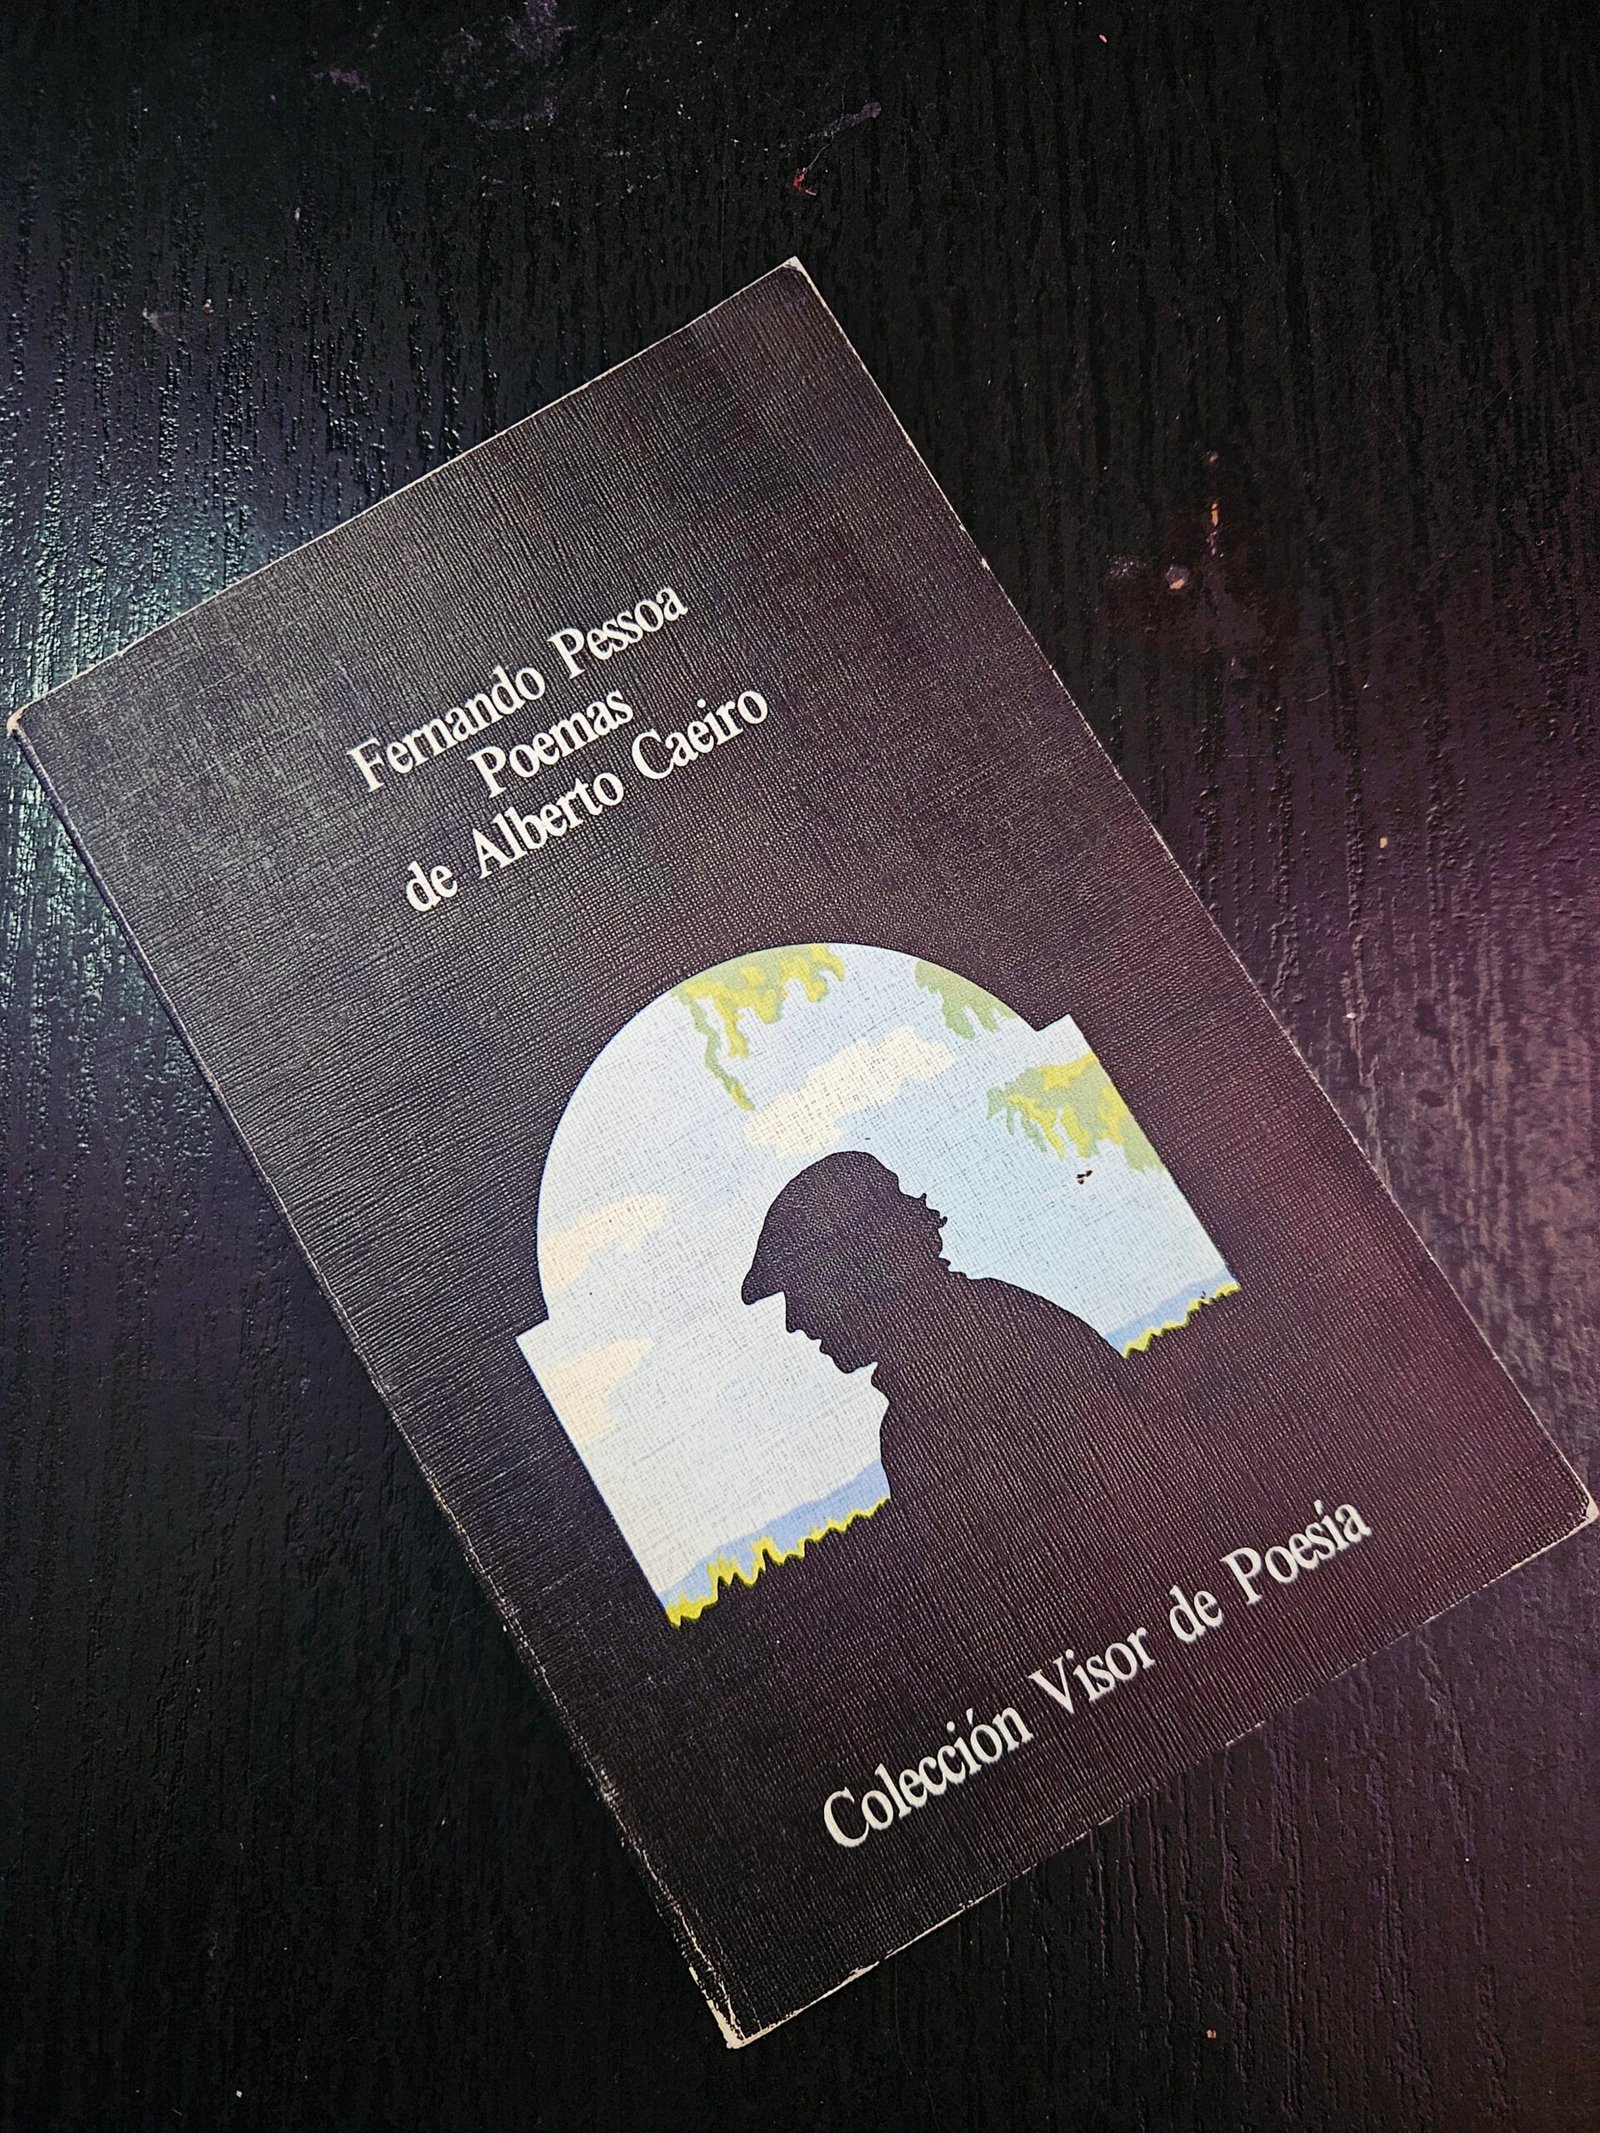 Fernando Pessoa
Poemas
de Alberto Caeiro
Colección Visor de Poesía